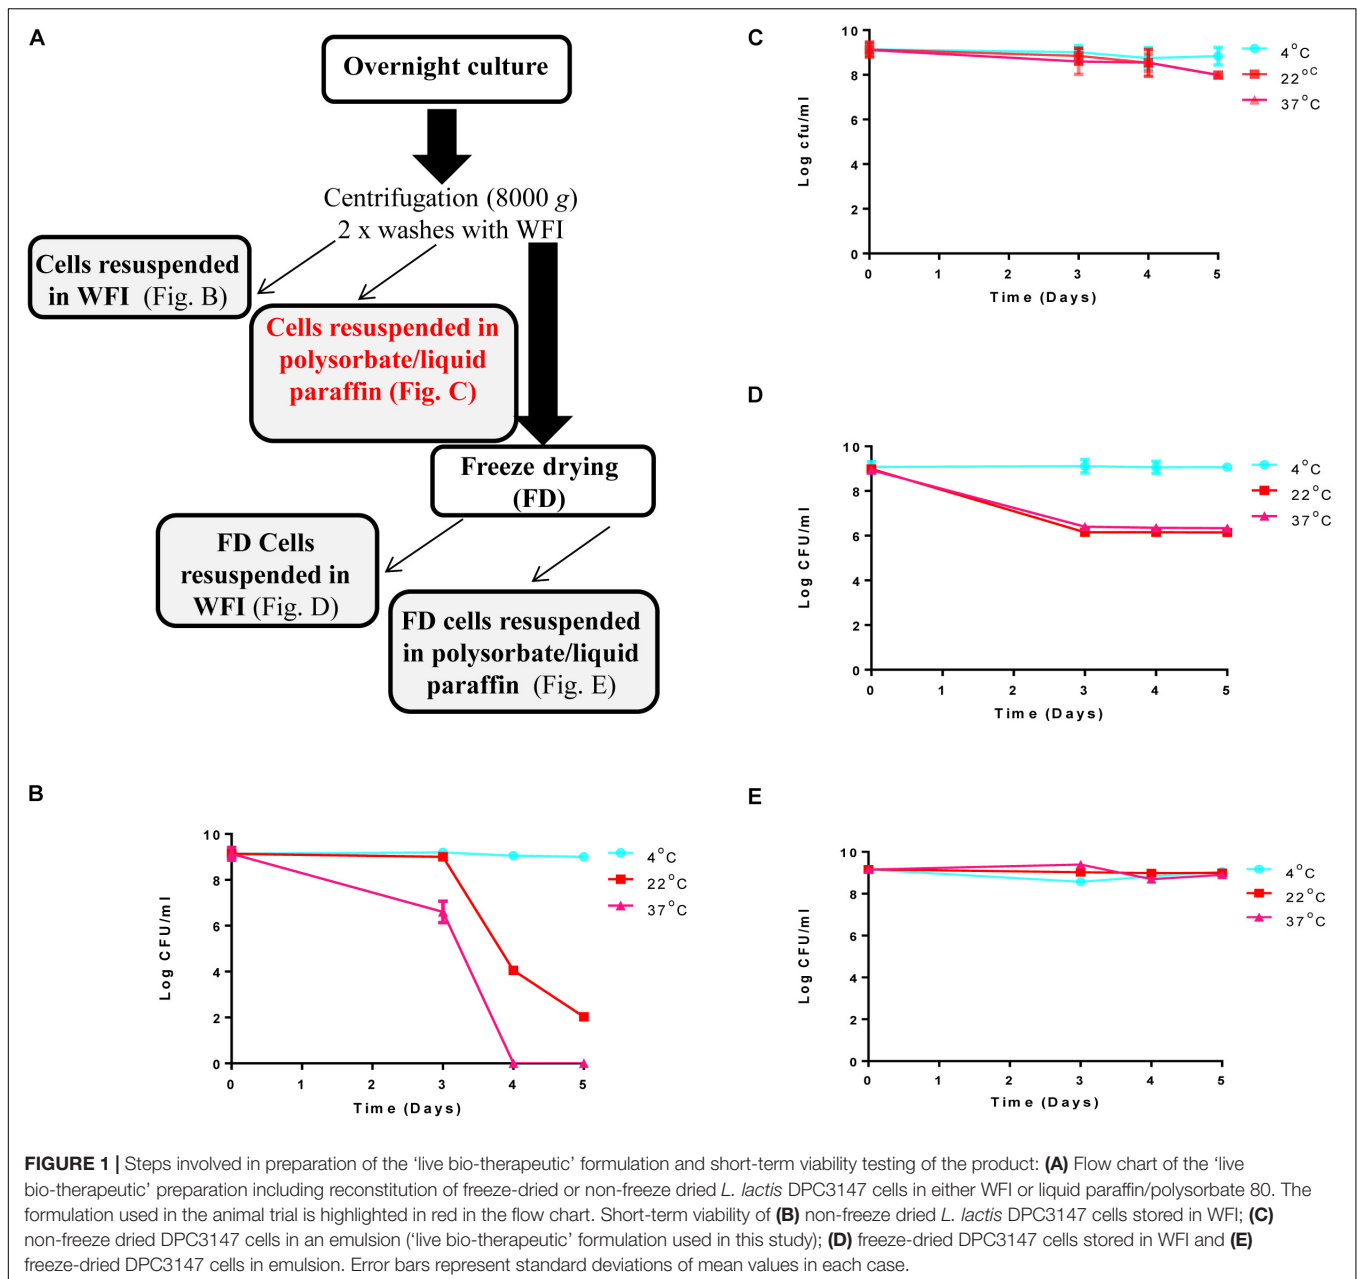 A
Overnight culture
Centrifugation (8000 g)
2 x washes with WFI
Cells resuspended
in WFI (Fig. B)
Cells resuspended in
polysorbate/liquid
paraffin (Fig. C)
Freeze drying
(FD)
FD Cells
resuspended in
WFI (Fig. D)
FD cells resuspended
in polysorbate/liquid
paraffin (Fig. E)
B
10
8
6
4
2
0
Log CFU/ml
0 1 2 3 4 5
Time (Days)
4°C
22°C
37°C
C
10
8
6
4
2
0
Log cfu/ml
0 1 2 3 4 5
Time (Days)
4°C
22°C
37°C
D
10
8
6
4
2
0
Log CFU/ml
0 1 2 3 4 5
Time (Days)
4°C
22°C
37°C
E
10
8
6
4
2
0
Log CFU/ml
0 1 2 3 4 5
Time (Days)
4°C
22°C
37°C
FIGURE 1 | Steps involved in preparation of the ‘live bio-therapeutic’ formulation and short-term viability testing of the product: (A) Flow chart of the ‘live
bio-therapeutic’ preparation including reconstitution of freeze-dried or non-freeze dried L. lactis DPC3147 cells in either WFI or liquid paraffin/polysorbate 80. The
formulation used in the animal trial is highlighted in red in the flow chart. Short-term viability of (B) non-freeze dried L. lactis DPC3147 cells stored in WFI; (C)
non-freeze dried DPC3147 cells in an emulsion (‘live bio-therapeutic’ formulation used in this study); (D) freeze-dried DPC3147 cells stored in WFI and (E)
freeze-dried DPC3147 cells in emulsion. Error bars represent standard deviations of mean values in each case.